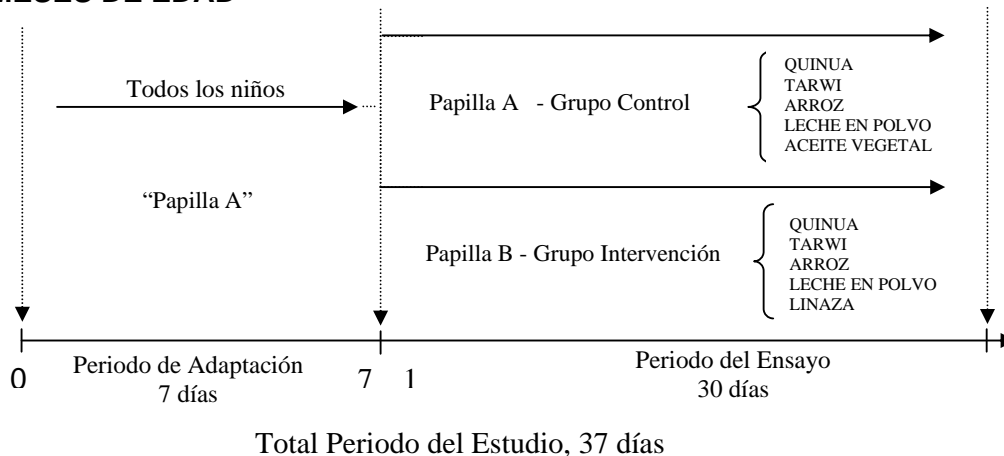 DE EDAD
Todos los niños
"Papilla A"
Papilla A - Grupo Control
QUINUA
TARWI
ARROZ
LECHE EN POLVO
ACEITE VEGETAL
Papilla B - Grupo Intervención
QUINUA
TARWI
ARROZ
LECHE EN POLVO
LINAZA
0
Periodo de Adaptación
7 días
7 1
Periodo del Ensayo
30 días
Total Periodo del Estudio, 37 días